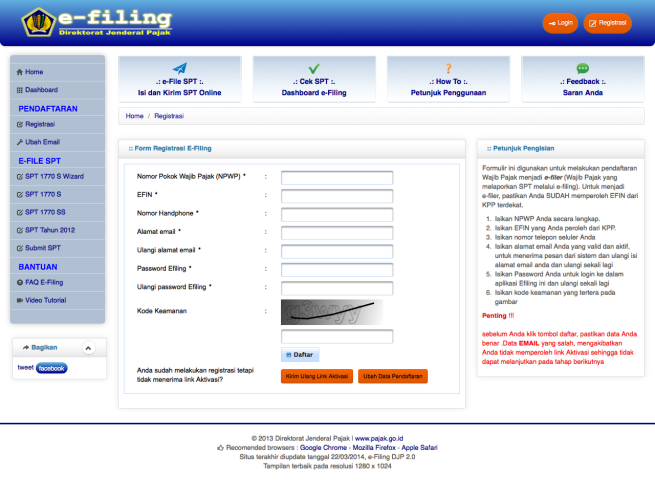 e-filing
Direktorat Jenderal Pajak
Login
Registrasi
Home
Dashboard
PENDAFTARAN
Registrasi
Ubah Email
E-FILE SPT
SPT 1770 S Wizard
SPT 1770 S
SPT 1770 SS
SPT Tahun 2012
Submit SPT
BANTUAN
FAQ E-Filing
Video Tutorial
Bagikan
tweet facebook
.: e-File SPT :.
Isi dan Kirim SPT Online
.: Cek SPT :.
Dashboard e-Filing
?
.: How To :.
Petunjuk Penggunaan
.: Feedback :.
Saran Anda
Home / Registrasi
:: Form Registrasi E-Filing
Nomor Pokok Wajib Pajak (NPWP) * :
EFIN * :
Nomor Handphone * :
Alamat email * :
Ulangi alamat email * :
Password Efiling * :
Ulangi password Efiling * :
Kode Keamanan :
Daftar
Anda sudah melakukan registrasi tetapi
tidak menerima link Aktivasi?
:
Kirim Ulang Link Aktivasi
Ubah Data Pendaftaran
:: Petunjuk Pengisian
Formulir ini digunakan untuk melakukan pendaftaran
Wajib Pajak menjadi e-filer (Wajib Pajak yang
melaporkan SPT melalui e-filing). Untuk menjadi
e-filer, pastikan Anda SUDAH memperoleh EFIN dari
KPP terdekat.
1. Isikan NPWP Anda secara lengkap.
2. Isikan EFIN yang Anda peroleh dari KPP.
3. Isikan nomor telepon seluler Anda
4. Isikan alamat email Anda yang valid dan aktif,
untuk menerima pesan dari sistem dan ulangi isi
alamat email anda dan ulangi sekali lagi
5. Isikan Password Anda untuk login ke dalam
aplikasi Efiling ini dan ulangi sekali lagi
6. Isikan kode keamanan yang tertera pada
gambar
Penting !!!
sebelum Anda klik tombol daftar, pastikan data Anda
benar .Data EMAIL yang salah, mengakibatkan
Anda tidak memperoleh link Aktivasi sehingga tidak
dapat melanjutkan pada tahap berikutnya
© 2013 Direktorat Jenderal Pajak | www.pajak.go.id
Recomended browsers : Google Chrome - Mozilla Firefox - Apple Safari
Situs terakhir diupdate tanggal 22/03/2014, e-Filing DJP 2.0
Tampilan terbaik pada resolusi 1280 x 1024